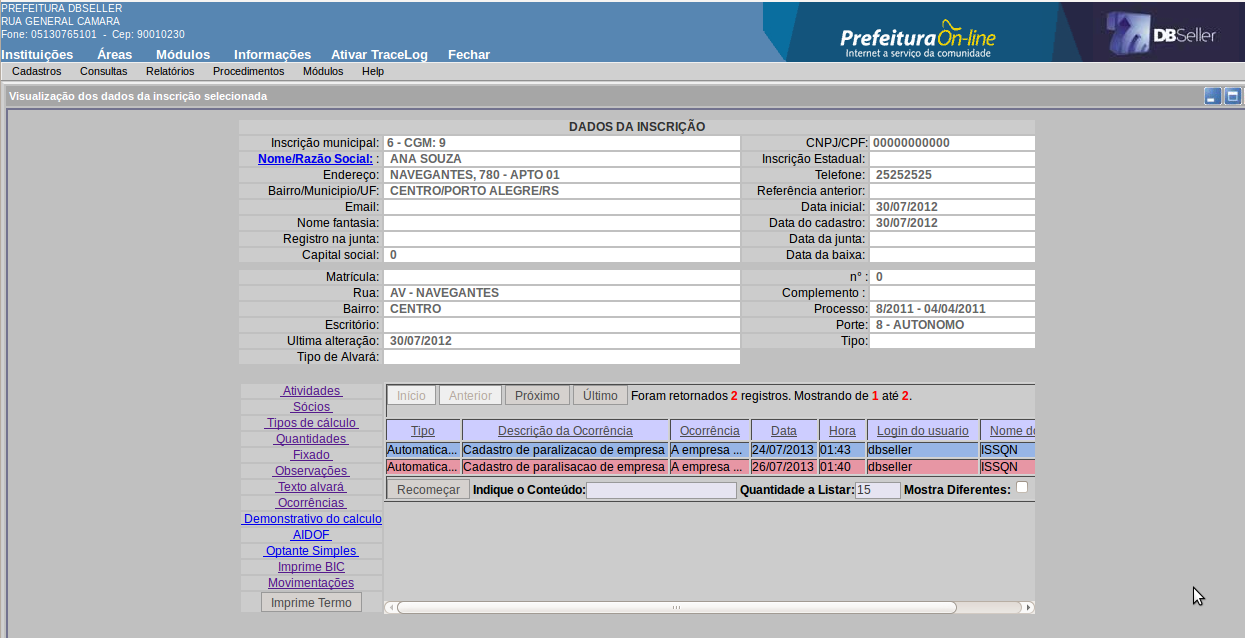 PREFEITURA DBSELLER
RUA GENERAL CAMARA
Fone: 05130765101 - Cep: 90010230
PrefeituraOn-line
Internet a serviço da comunidade
DBSeller
Instituições Áreas Módulos Informações Ativar TraceLog Fechar
Cadastros Consultas Relatórios Procedimentos Módulos Help
Visualização dos dados da inscrição selecionada
DADOS DA INSCRIÇÃO
Inscrição municipal: 6 - CGM: 9 CNPJ/CPF: 00000000000
Nome/Razão Social: : ANA SOUZA Inscrição Estadual:
Endereço: NAVEGANTES, 780 - APTO 01 Telefone: 25252525
Bairro/Municipio/UF: CENTRO/PORTO ALEGRE/RS Referência anterior:
Email: Data inicial: 30/07/2012
Nome fantasia: Data do cadastro: 30/07/2012
Registro na junta: Data da junta:
Capital social: 0 Data da baixa:
Matrícula: n° : 0
Rua: AV - NAVEGANTES Complemento :
Bairro: CENTRO Processo: 8/2011 - 04/04/2011
Escritório: Porte: 8 - AUTONOMO
Ultima alteração: 30/07/2012 Tipo:
Tipo de Alvará:
Atividades
Sócios
Tipos de cálculo
Quantidades
Fixado
Observações
Texto alvará
Ocorrências
Demonstrativo do calculo
AIDOF
Optante Simples
Imprime BIC
Movimentações
Imprime Termo
Início Anterior Próximo Último Foram retornados 2 registros. Mostrando de 1 até 2.
Tipo Descrição da Ocorrência Ocorrência Data Hora Login do usuario Nome do
Automatica... Cadastro de paralizacao de empresa A empresa ... 24/07/2013 01:43 dbseller ISSQN
Automatica... Cadastro de paralisacao de empresa A empresa ... 26/07/2013 01:40 dbseller ISSQN
Recomeçar Indique o Conteúdo: Quantidade a Listar: 15 Mostra Diferentes: